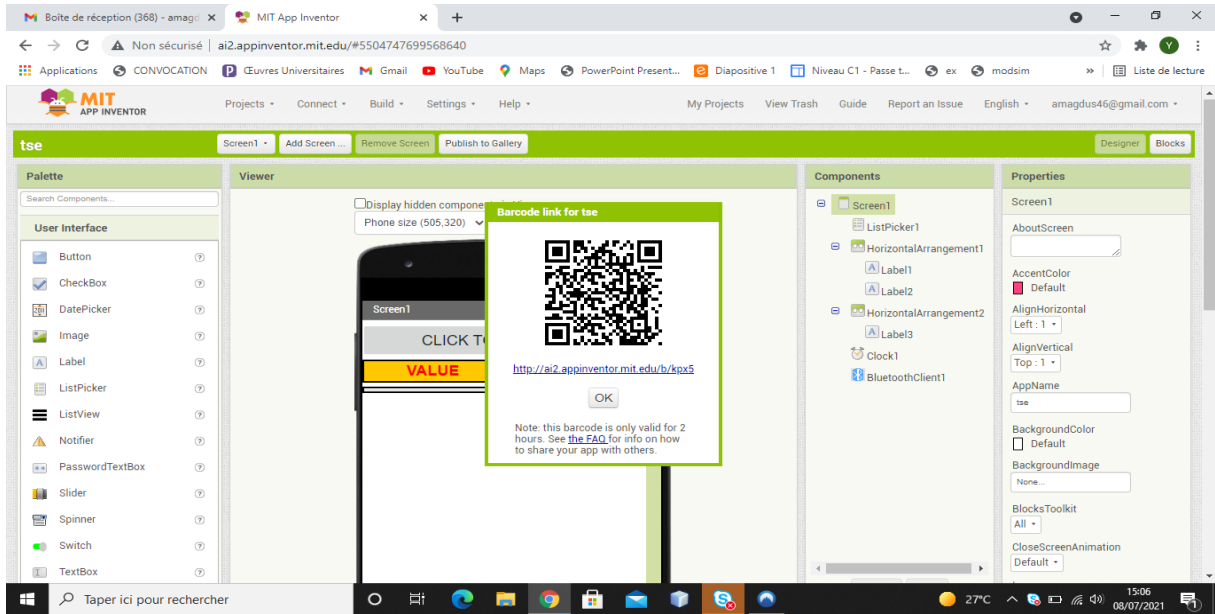 Boîte de réception (368) - amagd
MIT App Inventor
Non sécurisé
ai2.appinventor.mit.edu/#5504747699568640
Applications
CONVOCATION
Œuvres Universitaires
Gmail
YouTube
Maps
PowerPoint Present...
Diapositive 1
Niveau C1 - Passe t...
ex
modsim
»
Liste de lecture
MIT
APP INVENTOR
Projects
Connect
Build
Settings
Help
My Projects
View Trash
Guide
Report an Issue
English
amagdus46@gmail.com
tse
Screen1
Add Screen ...
Remove Screen
Publish to Gallery
Designer
Blocks
Palette
Search Components...
User Interface
Button
CheckBox
DatePicker
Image
Label
ListPicker
ListView
Notifier
PasswordTextBox
Slider
Spinner
Switch
TextBox
Viewer
Display hidden compone
Phone size (505,320)
Screen1
CLICK T
VALUE
Barcode link for tse
http://ai2.appinventor.mit.edu/b/kpx5
OK
Note: this barcode is only valid for 2
hours. See the FAQ for info on how
to share your app with others.
Components
Screen1
ListPicker1
HorizontalArrangement1
Label1
Label2
HorizontalArrangement2
Label3
Clock1
BluetoothClient1
Properties
Screen1
AboutScreen
AccentColor
Default
AlignHorizontal
Left : 1
AlignVertical
Top : 1
AppName
tse
BackgroundColor
Default
BackgroundImage
None...
BlocksToolkit
All
CloseScreenAnimation
Default
Taper ici pour rechercher
27°C
15:06
08/07/2021